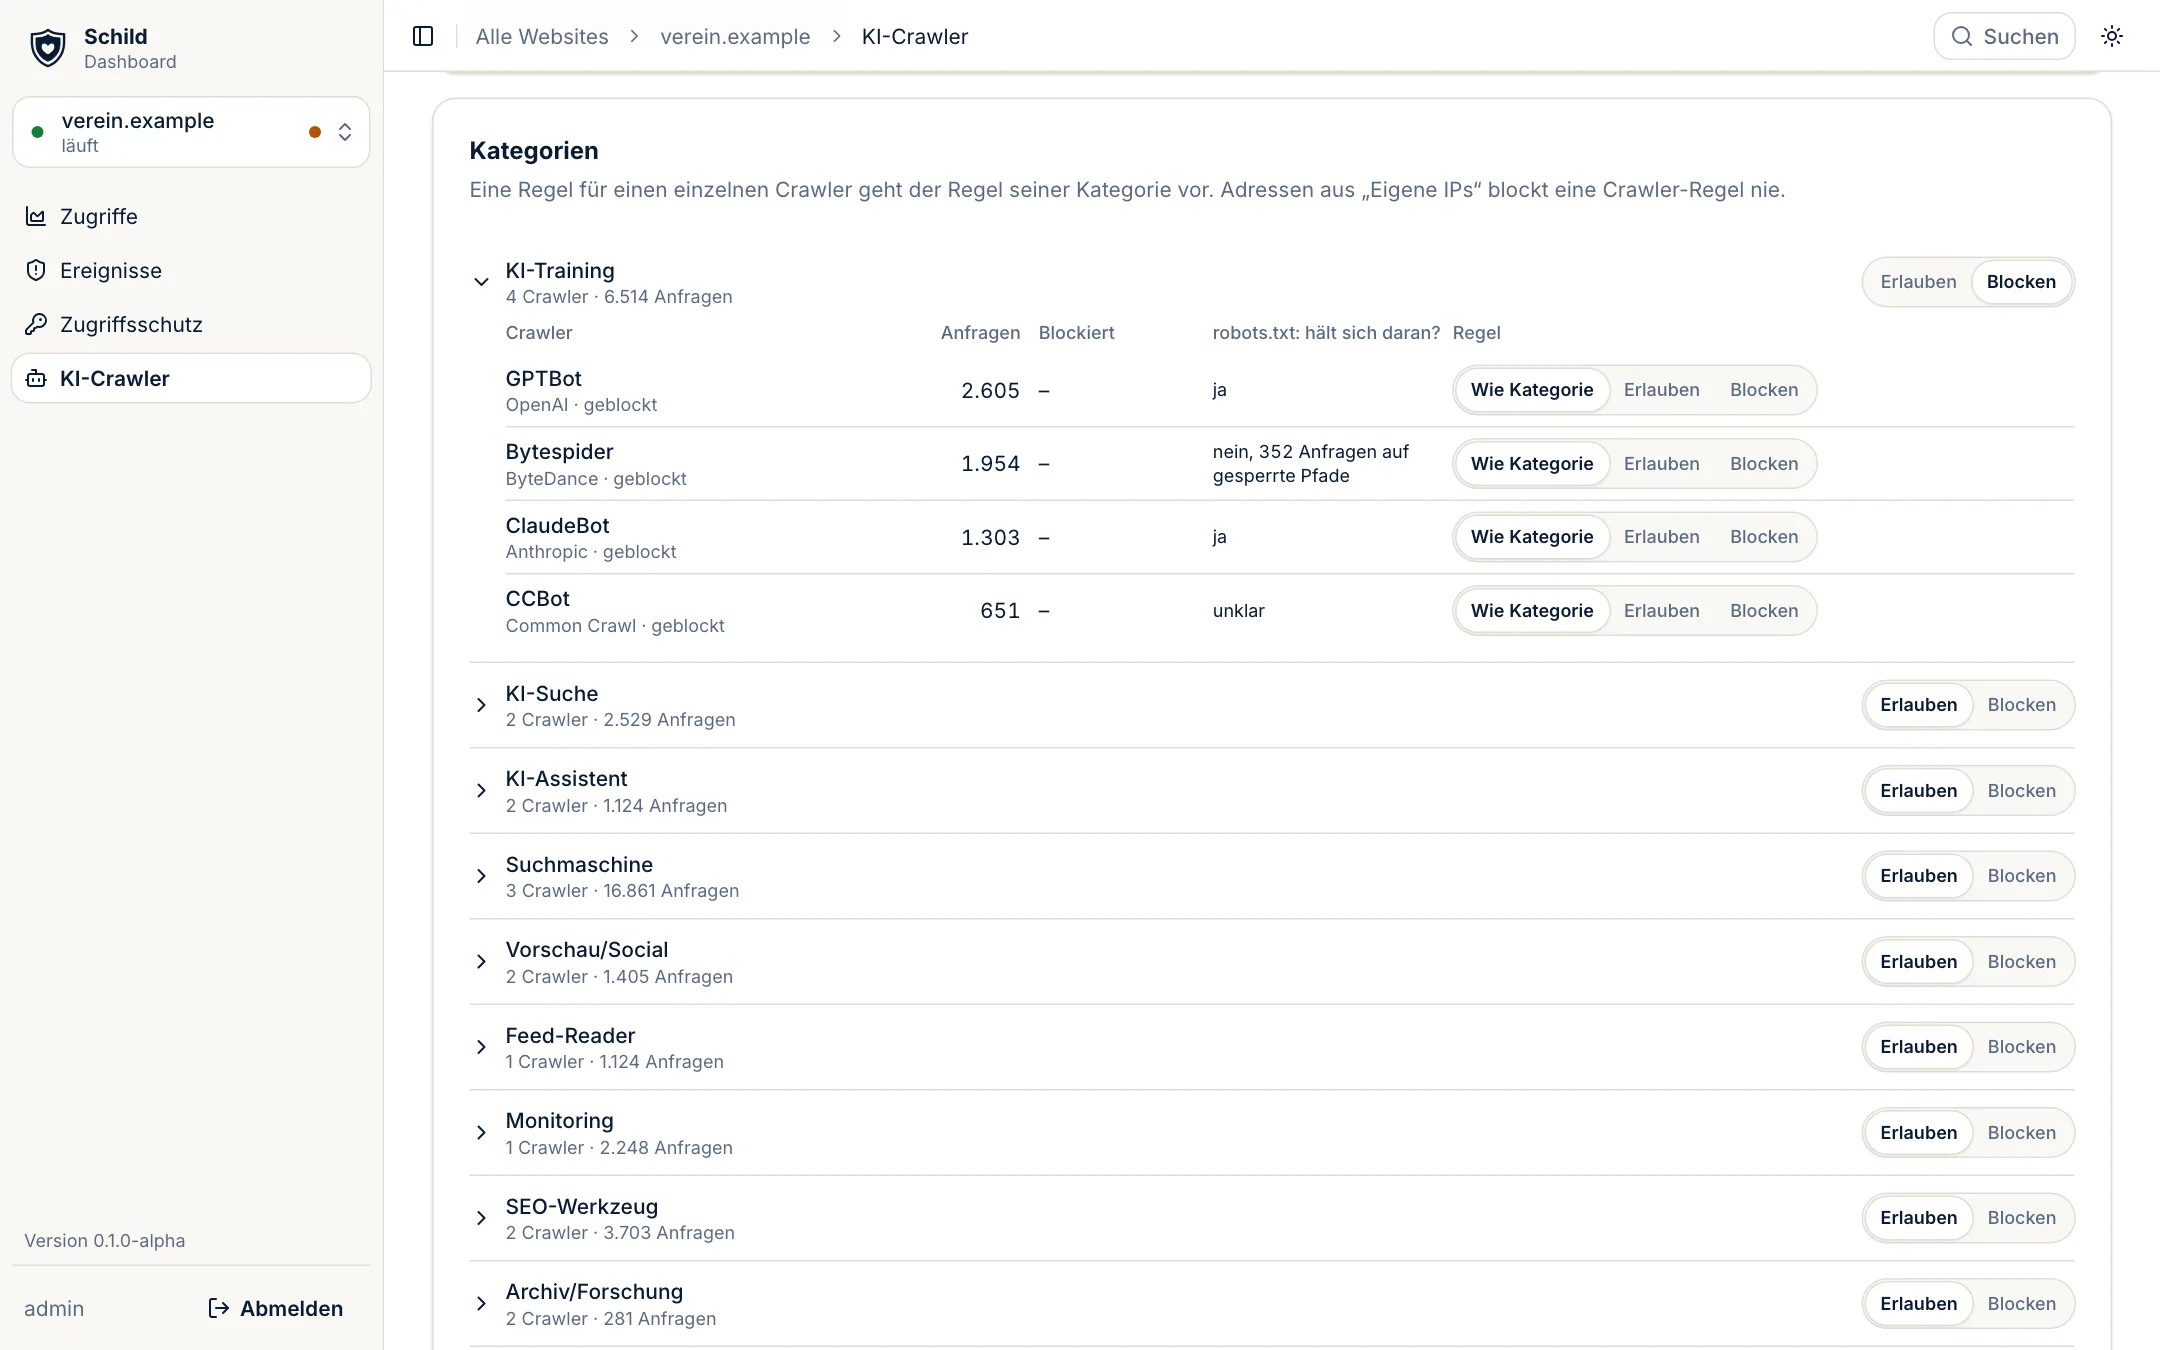 Schild
Dashboard
verein.example
läuft
Zugriffe
Ereignisse
Zugriffsschutz
KI-Crawler
Version 0.1.0-alpha
admin
Abmelden
Alle Websites
verein.example
KI-Crawler
Suchen
Kategorien
Eine Regel für einen einzelnen Crawler geht der Regel seiner Kategorie vor. Adressen aus „Eigene IPs“ blockt eine Crawler-Regel nie.
KI-Training
4 Crawler · 6.514 Anfragen
Erlauben Blocken
Crawler Anfragen Blockiert robots.txt: hält sich daran? Regel
GPTBot
OpenAI · geblockt
2.605 – ja Wie Kategorie Erlauben Blocken
Bytespider
ByteDance · geblockt
1.954 – nein, 352 Anfragen auf
gesperrte Pfade
Wie Kategorie Erlauben Blocken
ClaudeBot
Anthropic · geblockt
1.303 – ja Wie Kategorie Erlauben Blocken
CCBot
Common Crawl · geblockt
651 – unklar Wie Kategorie Erlauben Blocken
KI-Suche
2 Crawler · 2.529 Anfragen
Erlauben Blocken
KI-Assistent
2 Crawler · 1.124 Anfragen
Erlauben Blocken
Suchmaschine
3 Crawler · 16.861 Anfragen
Erlauben Blocken
Vorschau/Social
2 Crawler · 1.405 Anfragen
Erlauben Blocken
Feed-Reader
1 Crawler · 1.124 Anfragen
Erlauben Blocken
Monitoring
1 Crawler · 2.248 Anfragen
Erlauben Blocken
SEO-Werkzeug
2 Crawler · 3.703 Anfragen
Erlauben Blocken
Archiv/Forschung
2 Crawler · 281 Anfragen
Erlauben Blocken